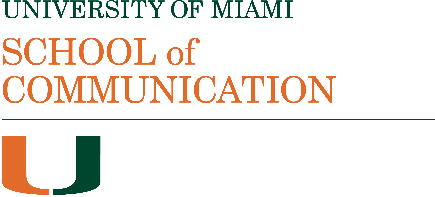 UNIVERSITY OF MIAMI
SCHOOL of
COMMUNICATION
U